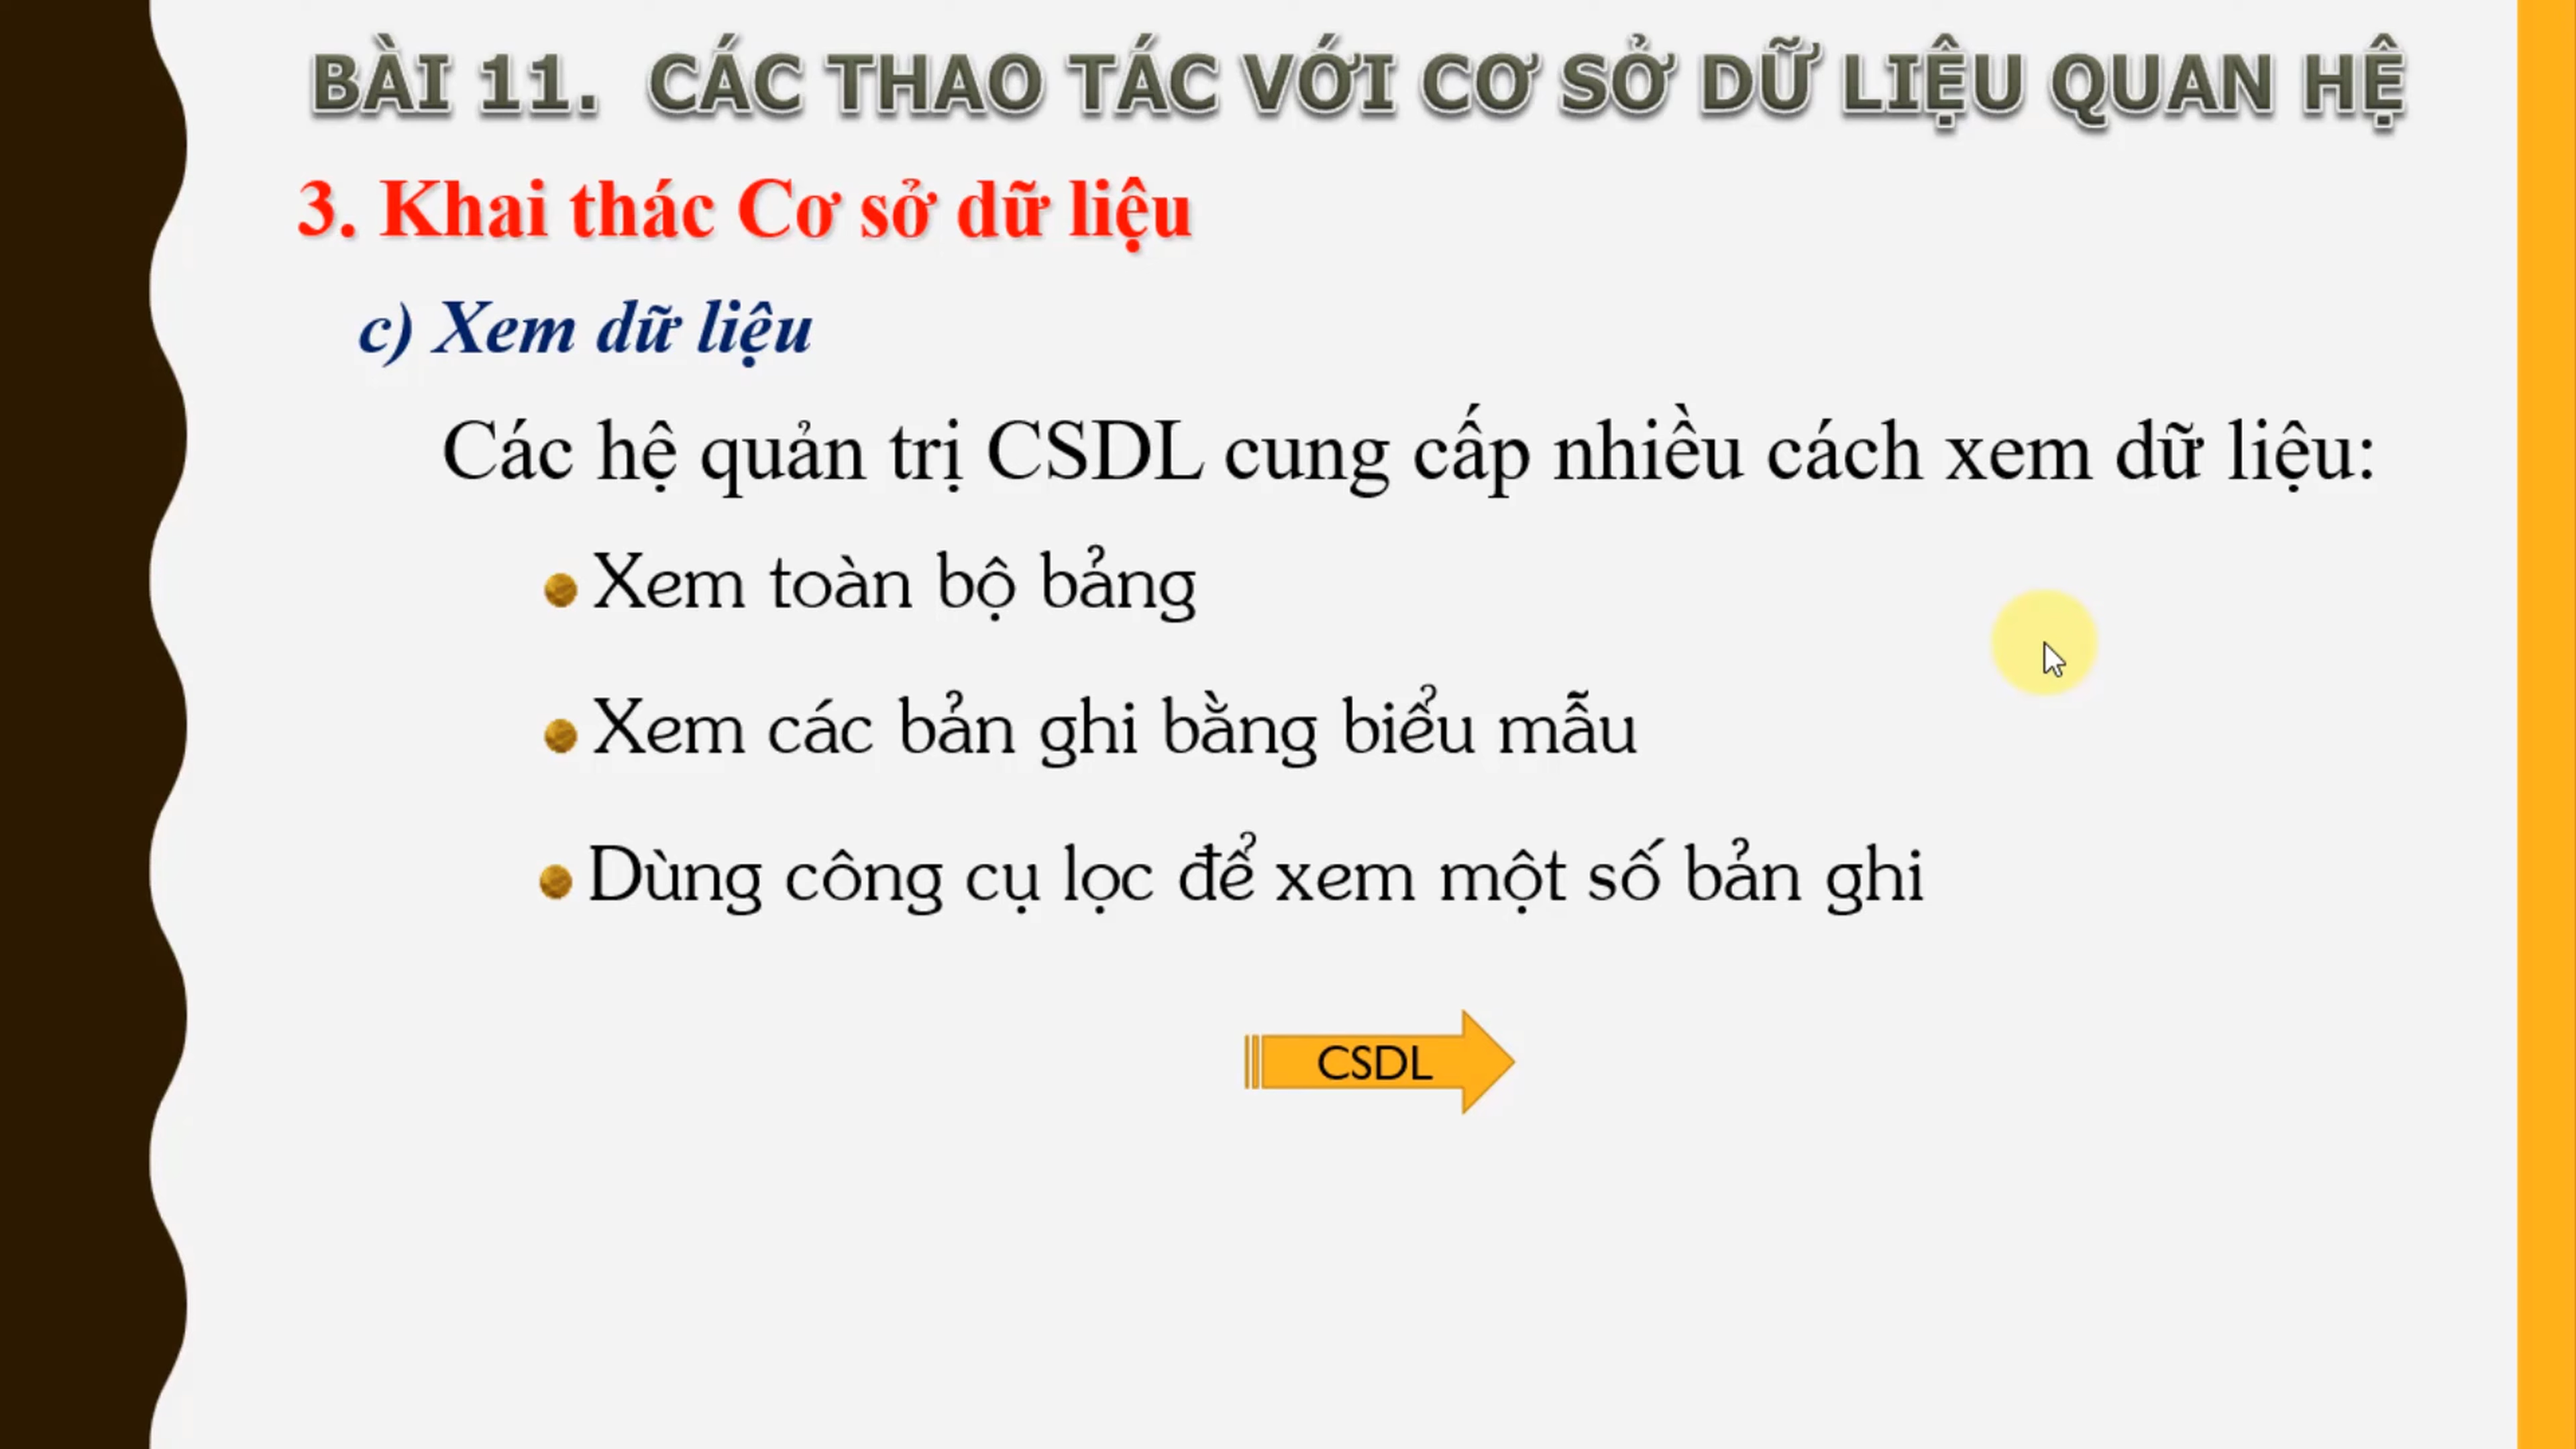 BÀI 11. CÁC THAO TÁC VỚI CƠ SỞ DỮ LIỆU QUAN HỆ
3. Khai thác Cơ sở dữ liệu
c) Xem dữ liệu
Các hệ quản trị CSDL cung cấp nhiều cách xem dữ liệu:
Xem toàn bộ bảng
Xem các bản ghi bằng biểu mẫu
Dùng công cụ lọc để xem một số bản ghi
CSDL